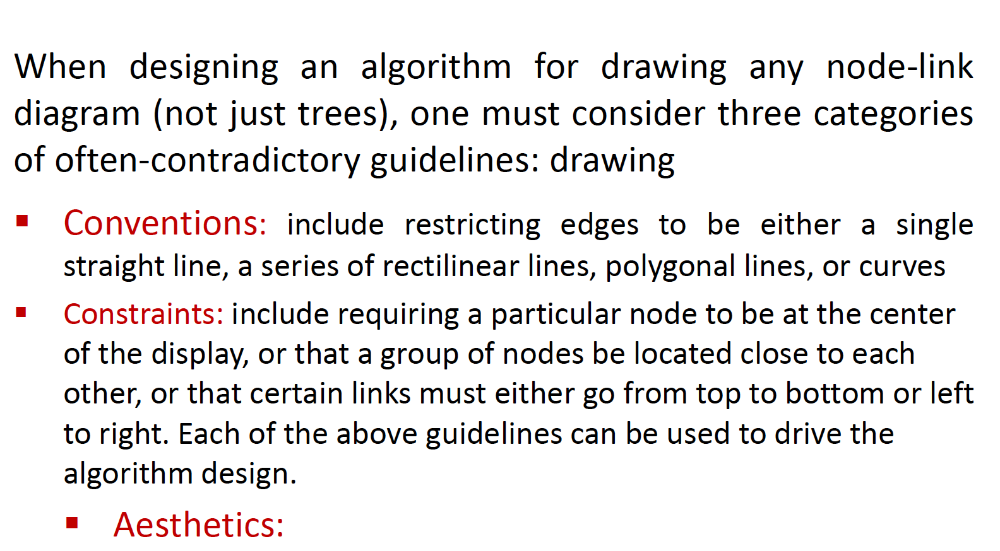 When designing an algorithm for drawing any node-link
diagram (not just trees), one must consider three categories
of often-contradictory guidelines: drawing
▪ Conventions: include restricting edges to be either a single
straight line, a series of rectilinear lines, polygonal lines, or curves
▪ Constraints: include requiring a particular node to be at the center
of the display, or that a group of nodes be located close to each
other, or that certain links must either go from top to bottom or left
to right. Each of the above guidelines can be used to drive the
algorithm design.
▪ Aesthetics: